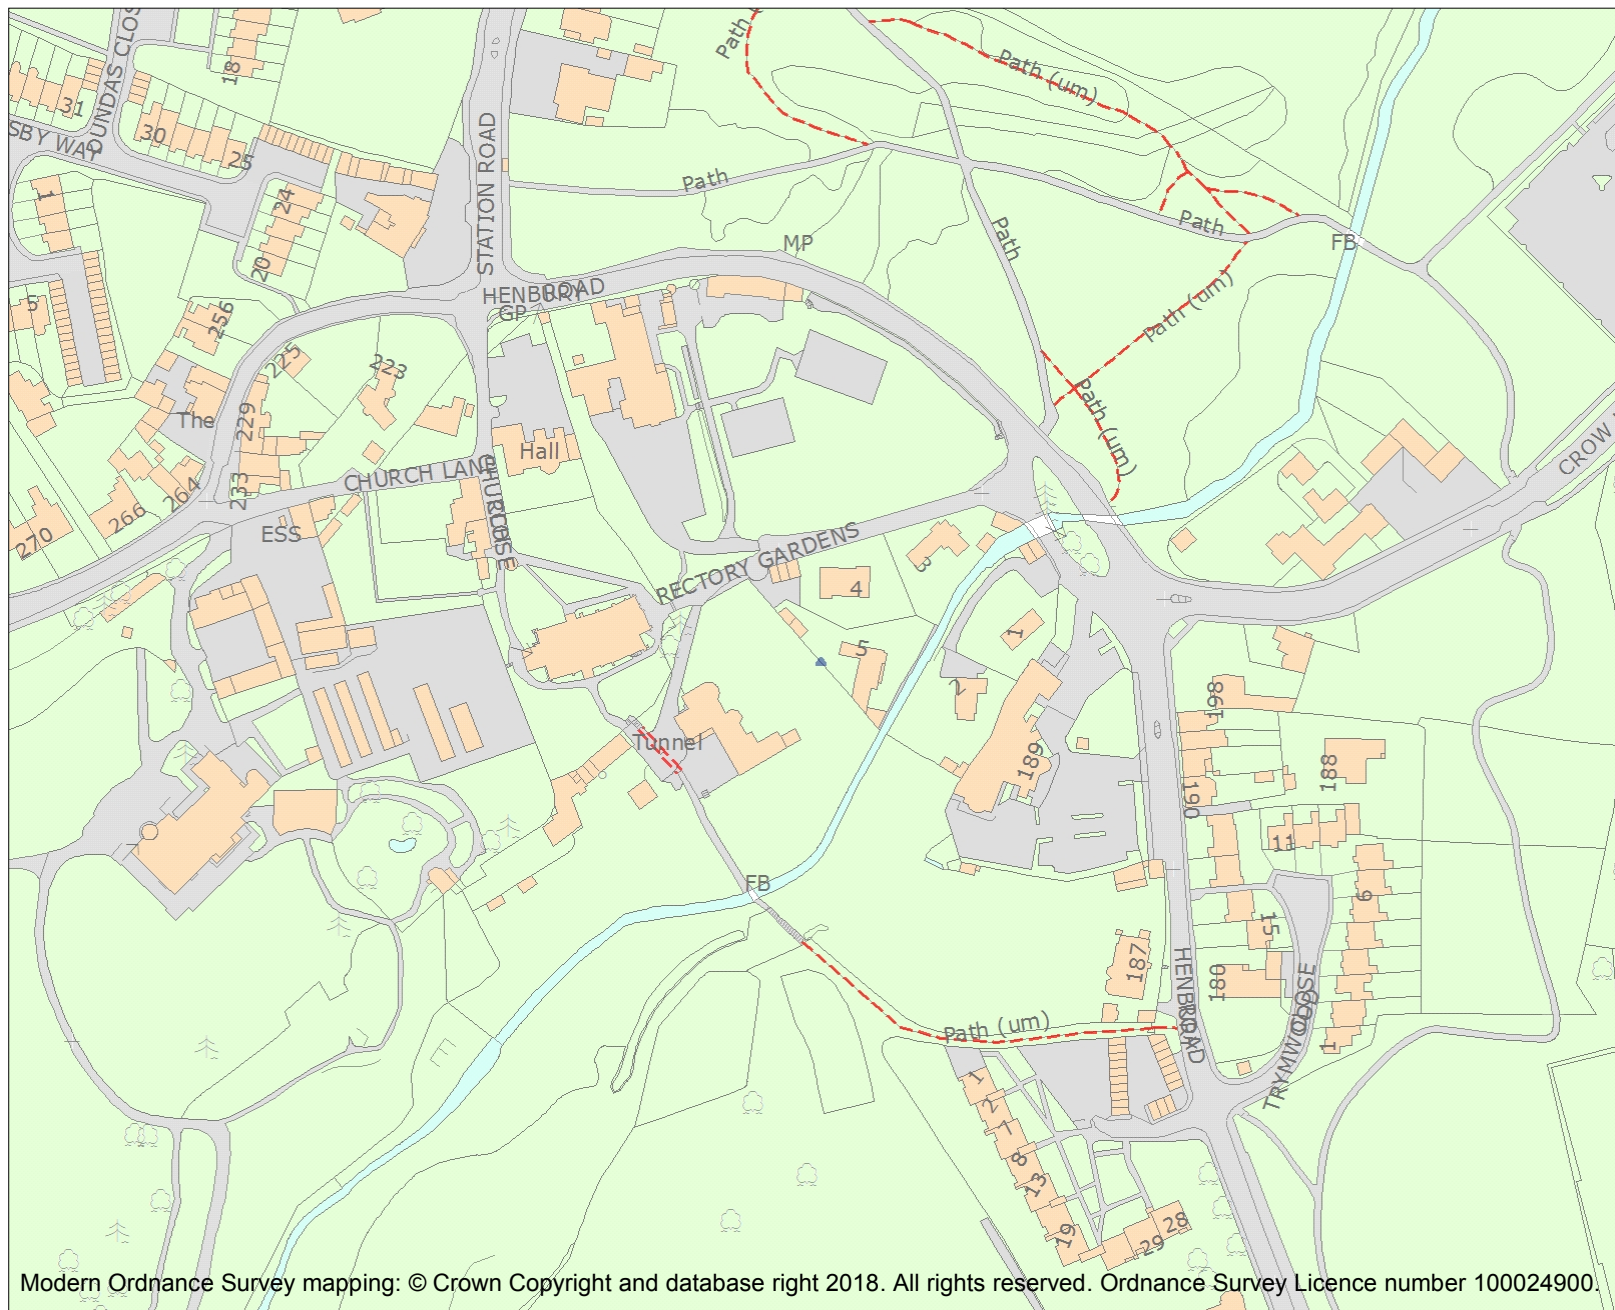 Path
Path (um)
DUNDAS CLOS
18
31
30
25
SBY WAY
STATION ROAD
24
1
Path
Path
Path
20
MP
FB
HENBURY
ROAD
GP
5
256
Path (um)
225
223
Path (um)
The
229
Hall
CHURCH LANE
CHURCH
CLOSE
CROW
233
264
266
270
ESS
RECTORY GARDENS
3
4
5
1
2
198
Tunnel
189
188
190
11
FB
9
15
187
180
HENBURY
ROAD
TRYMWOOD
CLOSE
Path (um)
1
1
2
7
8
13
19
28
29
Modern Ordnance Survey mapping: © Crown Copyright and database right 2018. All rights reserved. Ordnance Survey Licence number 100024900.